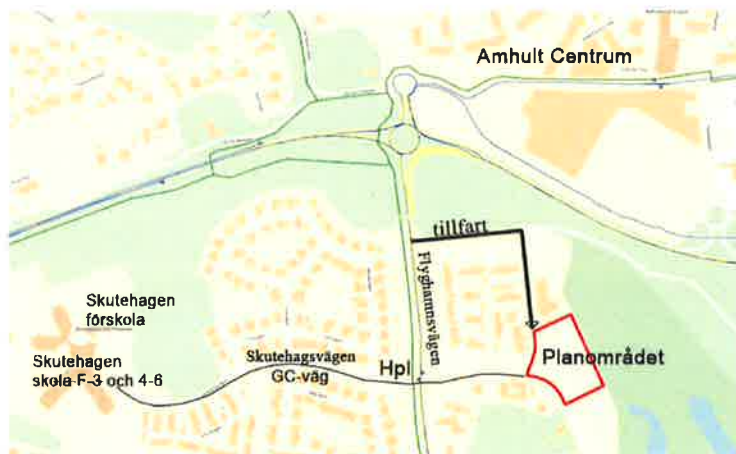 Amhult Centrum
tillfart
Flyghamnsvägen
Skutehagen
förskola
Skutehagen
skola F-3 och 4-6
Skutehagsvägen
GC-väg
Hpl
Planområdet